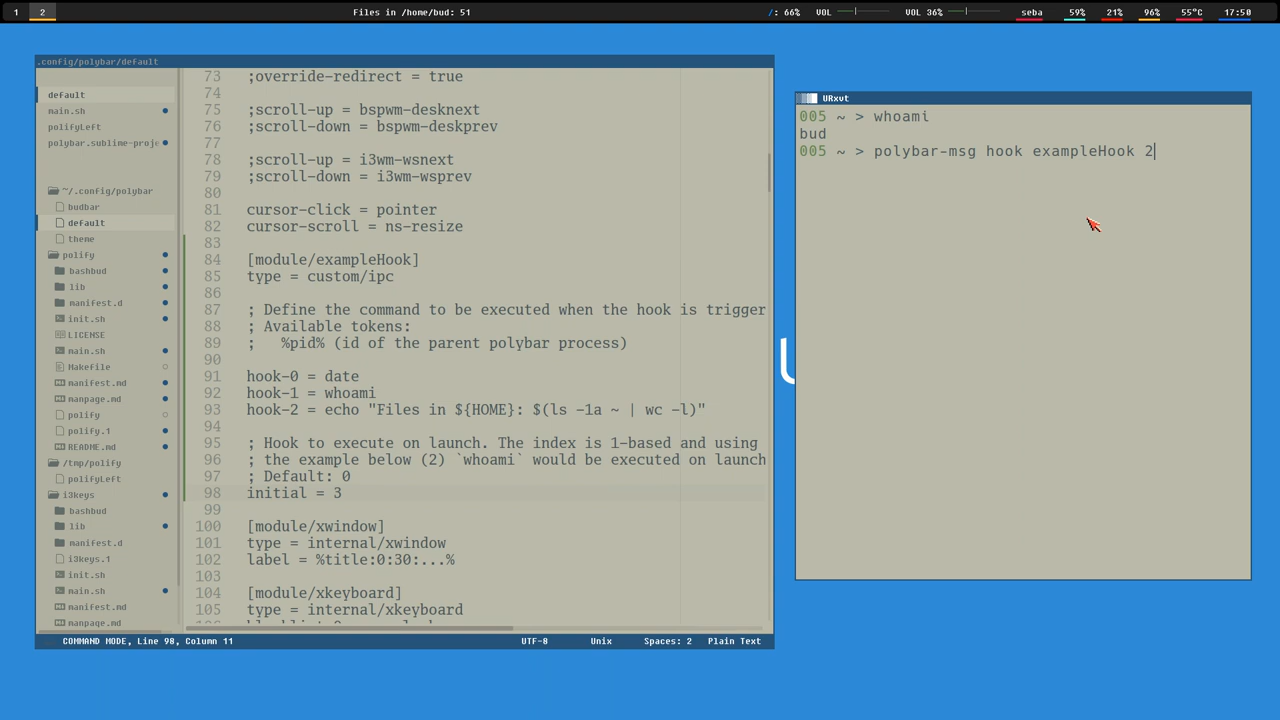 1 2 Files in /home/bud: 51 /: 66% VOL VOL 36% seba 59% 21% 96% 55°C 17:50
.config/polybar/default
default
main.sh
polifyLeft
polybar.sublime-proje
~/.config/polybar
budbar
default
theme
polify
bashbud
lib
manifest.d
init.sh
LICENSE
main.sh
Makefile
manifest.md
manpage.md
polify
polify.1
README.md
/tmp/polify
polifyLeft
i3keys
bashbud
lib
manifest.d
i3keys.1
init.sh
main.sh
manifest.md
manpage.md
73 ;override-redirect = true
74
75 ;scroll-up = bspwm-desknext
76 ;scroll-down = bspwm-deskprev
77
78 ;scroll-up = i3wm-wsnext
79 ;scroll-down = i3wm-wsprev
80
81 cursor-click = pointer
82 cursor-scroll = ns-resize
83
84 [module/exampleHook]
85 type = custom/ipc
86
87 ; Define the command to be executed when the hook is trigger
88 ; Available tokens:
89 ;   %pid% (id of the parent polybar process)
90
91 hook-0 = date
92 hook-1 = whoami
93 hook-2 = echo "Files in ${HOME}: $(ls -1a ~ | wc -l)"
94
95 ; Hook to execute on launch. The index is 1-based and using
96 ; the example below (2) `whoami` would be executed on launch
97 ; Default: 0
98 initial = 3
99
100 [module/xwindow]
101 type = internal/xwindow
102 label = %title:0:30:...%
103
104 [module/xkeyboard]
105 type = internal/xkeyboard
COMMAND MODE, Line 98, Column 11 UTF-8 Unix Spaces: 2 Plain Text
URxvt
005 ~ > whoami
bud
005 ~ > polybar-msg hook exampleHook 2